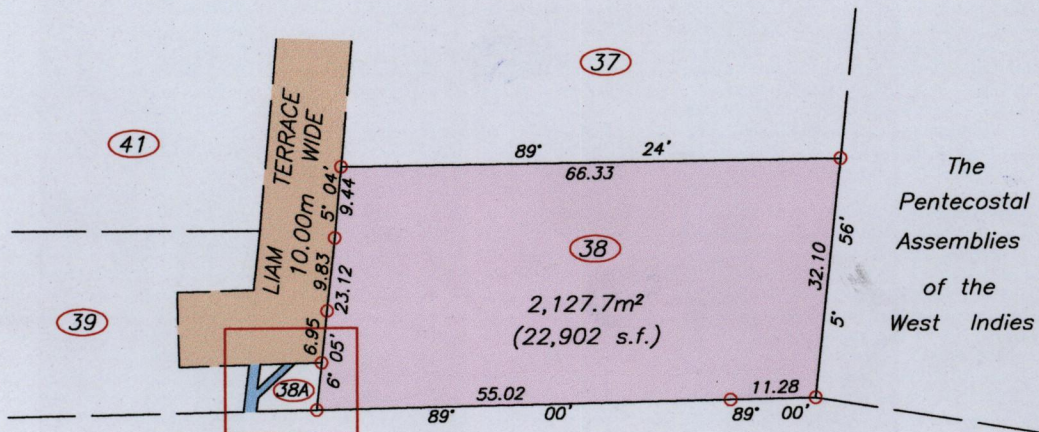 37
41
LIAM TERRACE
10.00m WIDE
89° 24'
66.33
5° 04'
9.44
9.83
23.12
6.95
6° 05'
38
2,127.7m²
(22,902 s.f.)
32.10
5° 56'
The
Pentecostal
Assemblies
of the
West Indies
39
38A
55.02
11.28
89° 00'
89° 00'